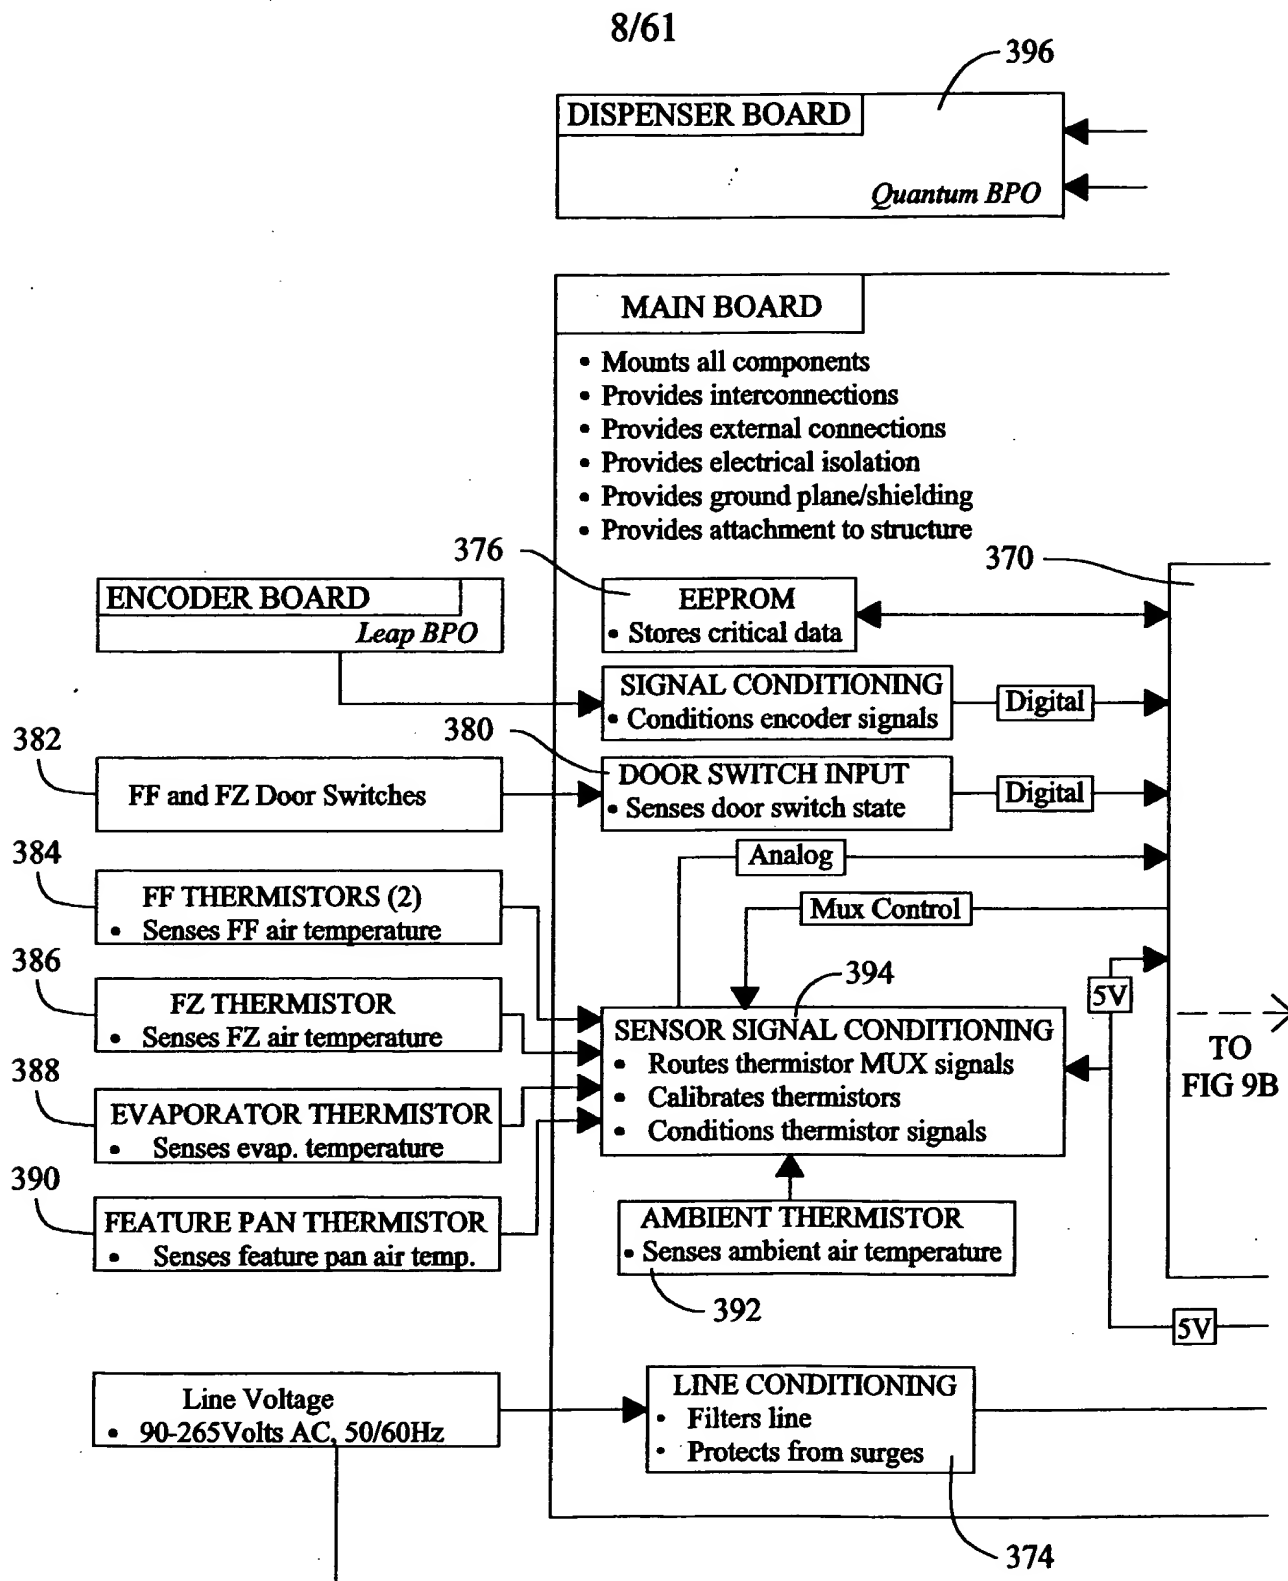 8/61
396
DISPENSER BOARD
Quantum BPO
MAIN BOARD
• Mounts all components
• Provides interconnections
• Provides external connections
• Provides electrical isolation
• Provides ground plane/shielding
• Provides attachment to structure
376
370
ENCODER BOARD
Leap BPO
EEPROM
• Stores critical data
SIGNAL CONDITIONING
• Conditions encoder signals
Digital
382
380
FF and FZ Door Switches
DOOR SWITCH INPUT
• Senses door switch state
Digital
384
Analog
FF THERMISTORS (2)
• Senses FF air temperature
Mux Control
386
394
5V
FZ THERMISTOR
• Senses FZ air temperature
SENSOR SIGNAL CONDITIONING
• Routes thermistor MUX signals
• Calibrates thermistors
• Conditions thermistor signals
TO
FIG 9B
388
EVAPORATOR THERMISTOR
• Senses evap. temperature
390
FEATURE PAN THERMISTOR
• Senses feature pan air temp.
AMBIENT THERMISTOR
• Senses ambient air temperature
392
5V
Line Voltage
• 90-265Volts AC, 50/60Hz
LINE CONDITIONING
• Filters line
• Protects from surges
374